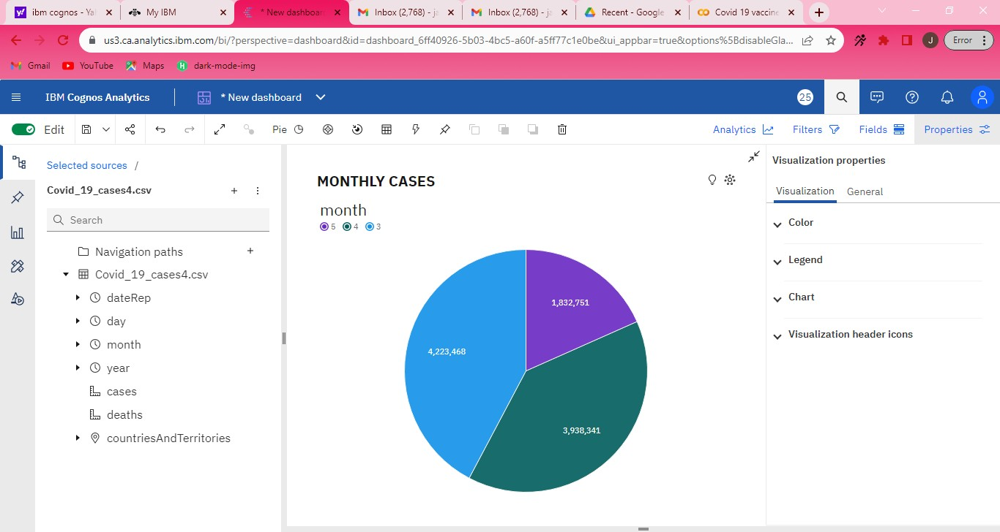 ibm cognos - Ya
My IBM
* New dashboar
Inbox (2,768) - ja
Inbox (2,768) - ja
Recent - Google
Covid 19 vaccine
us3.ca.analytics.ibm.com/bi/?perspective=dashboard&id=dashboard_6ff40926-5b03-4bc5-a60f-a5ff77c1e0be&ui_appbar=true&options%5BdisableGla...
J
Error
Gmail
YouTube
Maps
H
dark-mode-img
IBM Cognos Analytics
* New dashboard
25
Edit
Pie
Analytics
Filters
Fields
Properties
Selected sources /
Covid_19_cases4.csv
Search
Navigation paths
Covid_19_cases4.csv
dateRep
day
month
year
cases
deaths
countriesAndTerritories
MONTHLY CASES
month
5 4 3
1,832,751
4,223,468
3,938,341
Visualization properties
Visualization
General
Color
Legend
Chart
Visualization header icons